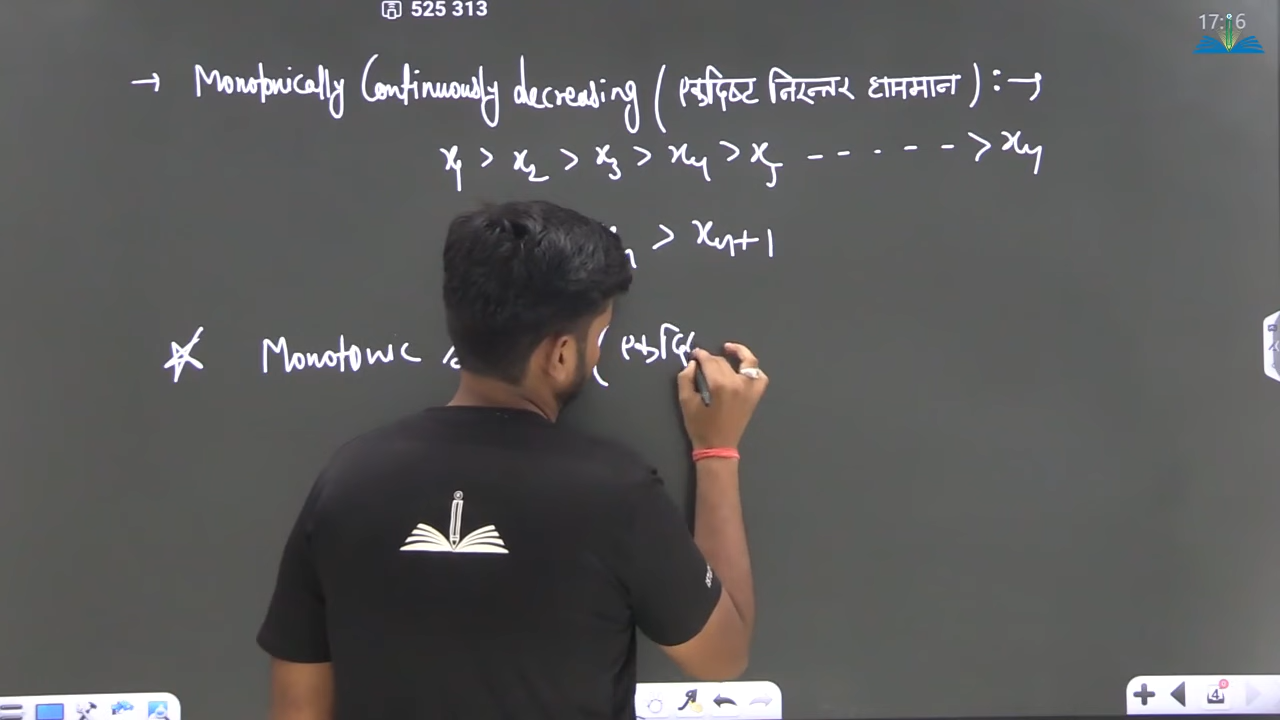 525 313
17:16
→ Monotonically Continuously decreasing (एकदिष्ट निरन्तर ह्रासमान) :→
x₁ > x₂ > x₃ > x₄ > x₅ ------ > xₙ
> xₙ+1
☆ Monotonic (एकदि